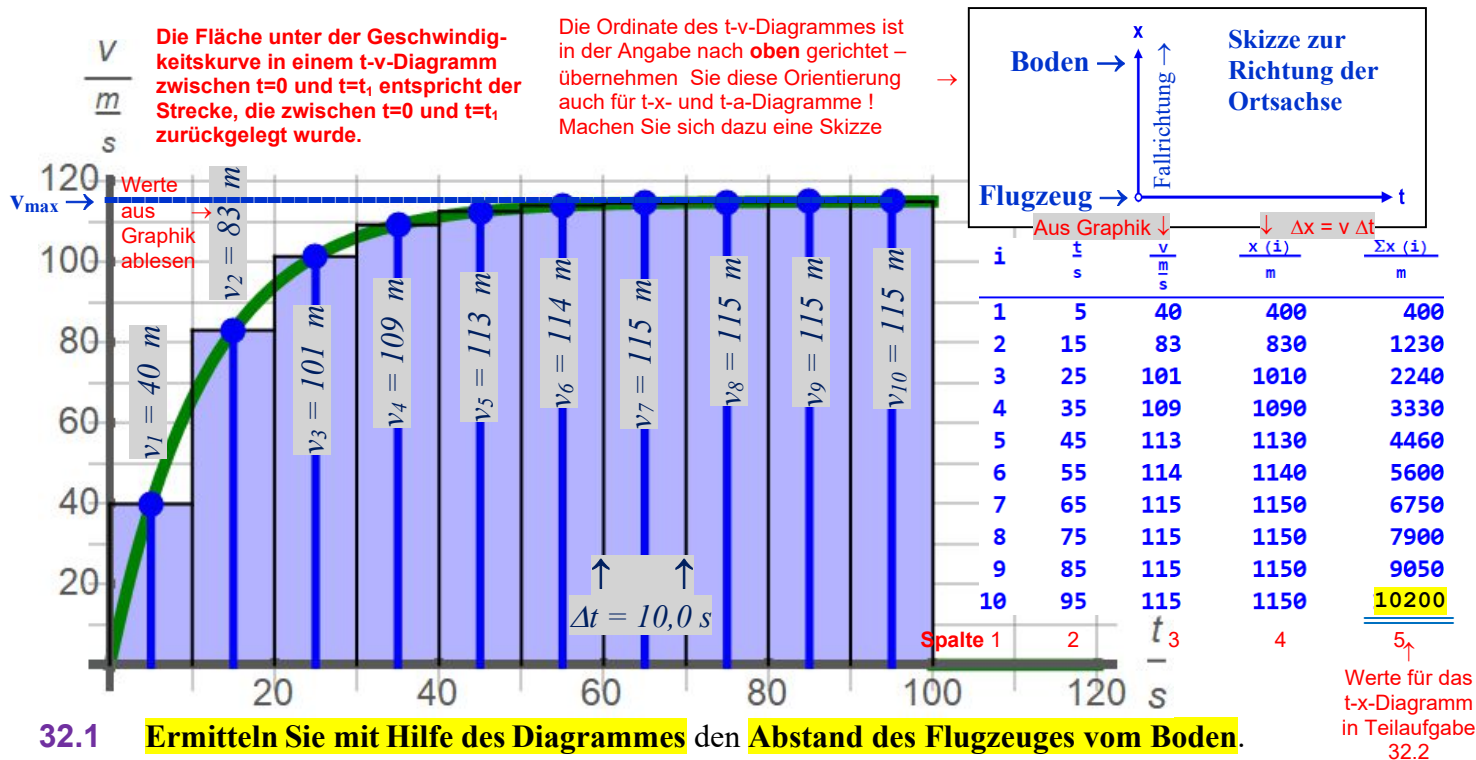 v
m
s
Die Fläche unter der Geschwindig-
keitskurve in einem t-v-Diagramm
zwischen t=0 und t=t₁ entspricht der
Strecke, die zwischen t=0 und t=t₁
zurückgelegt wurde.
Die Ordinate des t-v-Diagrammes ist
in der Angabe nach oben gerichtet –
übernehmen Sie diese Orientierung →
auch für t-x- und t-a-Diagramme !
Machen Sie sich dazu eine Skizze
x
Boden →
Fallrichtung →
Skizze zur
Richtung der
Ortsachse
Flugzeug →
t
120
100
80
60
40
20
vmax →
Werte
aus →
Graphik
ablesen
v1 = 40 m
v2 = 83 m
v3 = 101 m
v4 = 109 m
v5 = 113 m
v6 = 114 m
v7 = 115 m
v8 = 115 m
v9 = 115 m
v10 = 115 m
↑ ↑
Δt = 10,0 s
20 40 60 80 100 120
t
s
Aus Graphik ↓ ↓ Δx = v Δt
i t/s v/(m/s) x (i)/m Σx (i)/m
1 5 40 400 400
2 15 83 830 1230
3 25 101 1010 2240
4 35 109 1090 3330
5 45 113 1130 4460
6 55 114 1140 5600
7 65 115 1150 6750
8 75 115 1150 7900
9 85 115 1150 9050
10 95 115 1150 10200
Spalte 1 2 3 4 5↑
Werte für das
t-x-Diagramm
in Teilaufgabe
32.2
32.1 Ermitteln Sie mit Hilfe des Diagrammes den Abstand des Flugzeuges vom Boden.